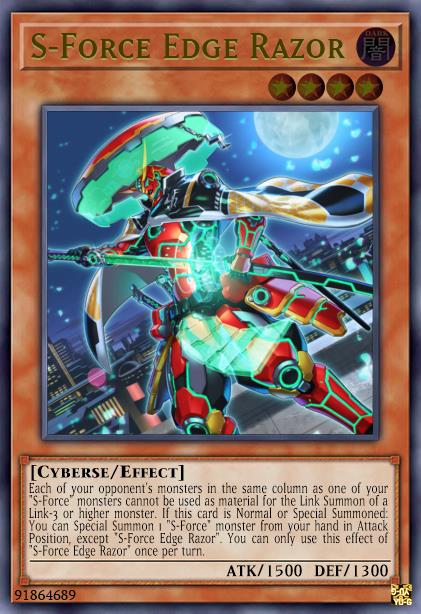 S-Force Edge Razor
DARK
闇
[Cyberse/Effect]
Each of your opponent's monsters in the same column as one of your
"S-Force" monsters cannot be used as material for the Link Summon of a
Link-3 or higher monster. If this card is Normal or Special Summoned:
You can Special Summon 1 "S-Force" monster from your hand in Attack
Position, except "S-Force Edge Razor". You can only use this effect of
"S-Force Edge Razor" once per turn.
ATK/1500 DEF/1300
91864689